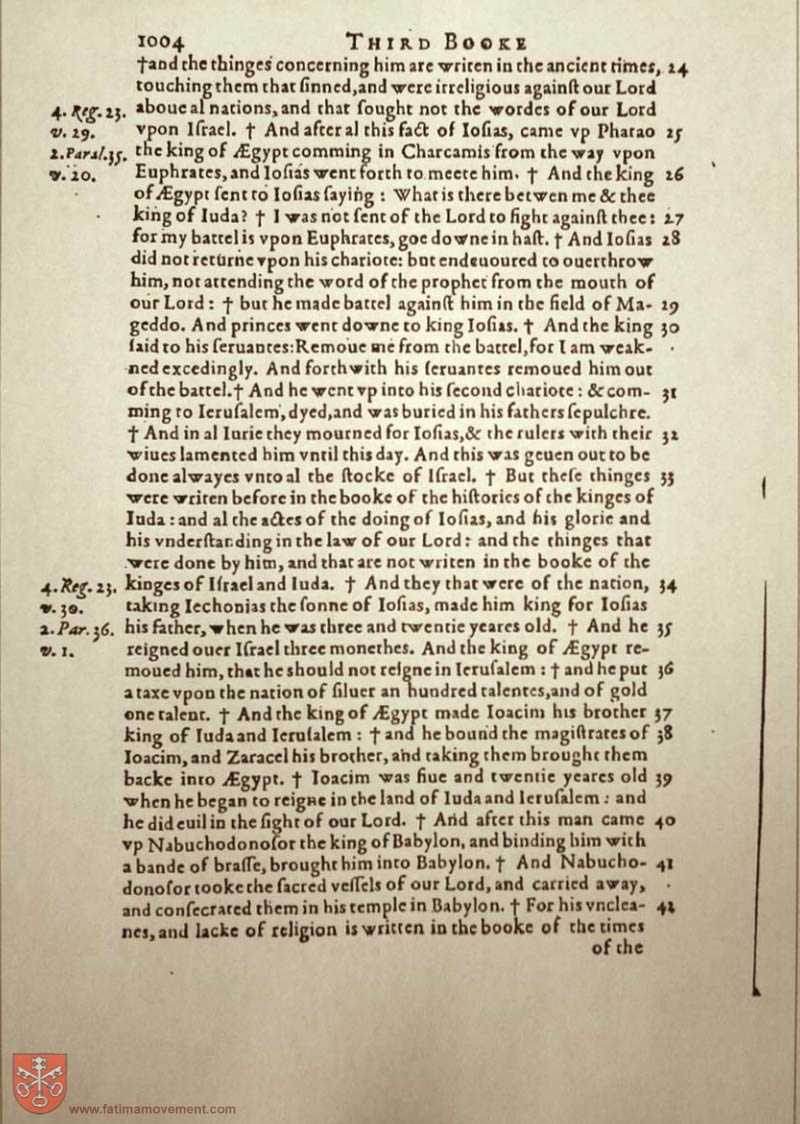 1004 THIRD BOOKE
†and the thinges concerning him are writen in the ancient times, 24
touching them that ſinned, and were irreligious againſt our Lord
4. Reg. 23. aboue al nations, and that ſought not the wordes of our Lord
v. 29. vpon Iſrael. † And after al this fact of Ioſias, came vp Pharao 25
2. Paral. 35. the king of Ægypt comming in Charcamis from the way vpon
v. 20. Euphrates, and Ioſias went forth to meete him. † And the king 26
of Ægypt ſent to Ioſias ſaying : What is there betwen me & thee
king of Iuda? † I was not ſent of the Lord to fight againſt thee: 27
for my battel is vpon Euphrates, goe downe in haſt. † And Ioſias 28
did not returne vpon his chariote: but endeuoured to ouerthrow
him, not attending the word of the prophet from the mouth of
our Lord : † but he made battel againſt him in the field of Ma- 29
geddo. And princes went downe to king Ioſias. † And the king 30
ſaid to his ſeruantes: Remoue me from the battel, for I am weak-
ned excedingly. And forthwith his ſeruantes remoued him out
of the battel. † And he went vp into his ſecond chariote : & com- 31
ming to Ieruſalem, dyed, and was buried in his fathers ſepulchre.
† And in al Iurie they mourned for Ioſias, & the rulers with their 32
wiues lamented him vntil this day. And this was geuen out to be
done alwayes vnto al the ſtocke of Iſrael. † But theſe thinges 33
were writen before in the booke of the hiſtories of the kinges of
Iuda : and al the actes of the doing of Ioſias, and his glorie and
his vnderſtanding in the law of our Lord : and the thinges that
were done by him, and that are not writen in the booke of the
4. Reg. 23. kinges of Iſrael and Iuda. † And they that were of the nation, 34
v. 30. taking Iechonias the ſonne of Ioſias, made him king for Ioſias
2. Par. 36. his father, when he was three and twentie yeares old. † And he 35
v. 1. reigned ouer Iſrael three monethes. And the king of Ægypt re-
moued him, that he ſhould not reigne in Ieruſalem : † and he put 36
a taxe vpon the nation of ſiluer an hundred talentes, and of gold
one talent. † And the king of Ægypt made Ioacim his brother 37
king of Iuda and Ieruſalem : † and he bound the magiſtrates of 38
Ioacim, and Zaracel his brother, and taking them brought them
backe into Ægypt. † Ioacim was fiue and twentie yeares old 39
when he began to reigne in the land of Iuda and Ieruſalem : and
he did euil in the ſight of our Lord. † And after this man came 40
vp Nabuchodonoſor the king of Babylon, and binding him with
a bande of braſſe, brought him into Babylon. † And Nabucho- 41
donoſor tooke the ſacred veſſels of our Lord, and carried away,
and conſecrated them in his temple in Babylon. † For his vnclea- 42
nes, and lacke of religion is written in the booke of the times
of the
www.fatimamovement.com